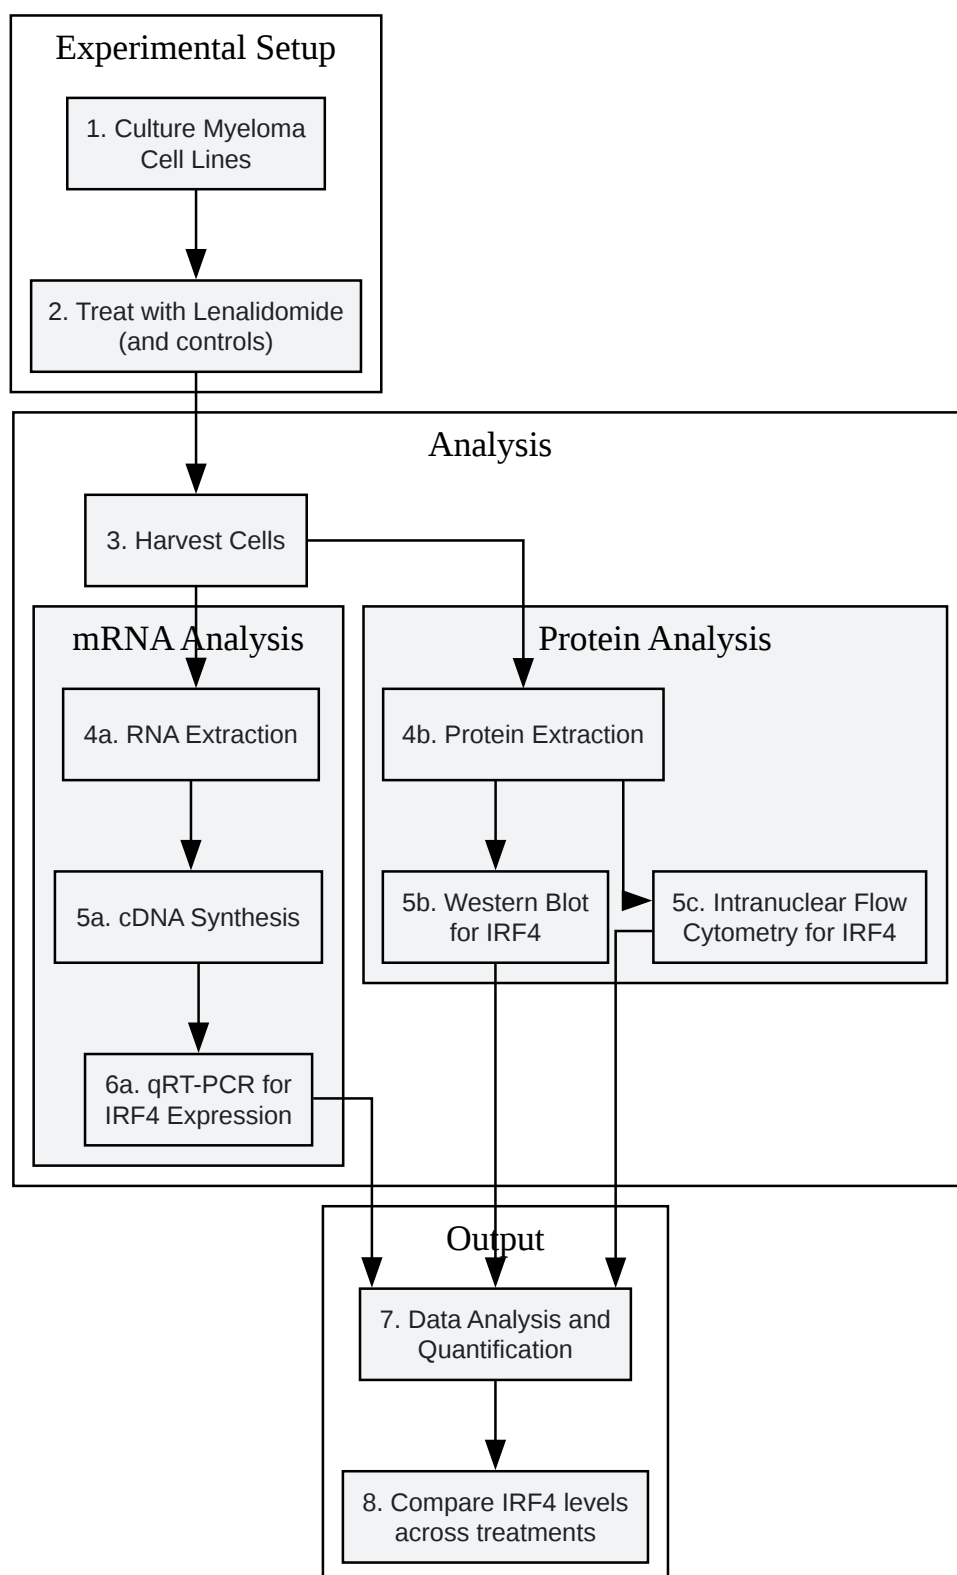 Experimental Setup
1. Culture Myeloma
Cell Lines
2. Treat with Lenalidomide
(and controls)
Analysis
3. Harvest Cells
mRNA Analysis
Protein Analysis
4a. RNA Extraction
4b. Protein Extraction
5a. cDNA Synthesis
5b. Western Blot
for IRF4
5c. Intranuclear Flow
Cytometry for IRF4
6a. qRT-PCR for
IRF4 Expression
Output
7. Data Analysis and
Quantification
8. Compare IRF4 levels
across treatments